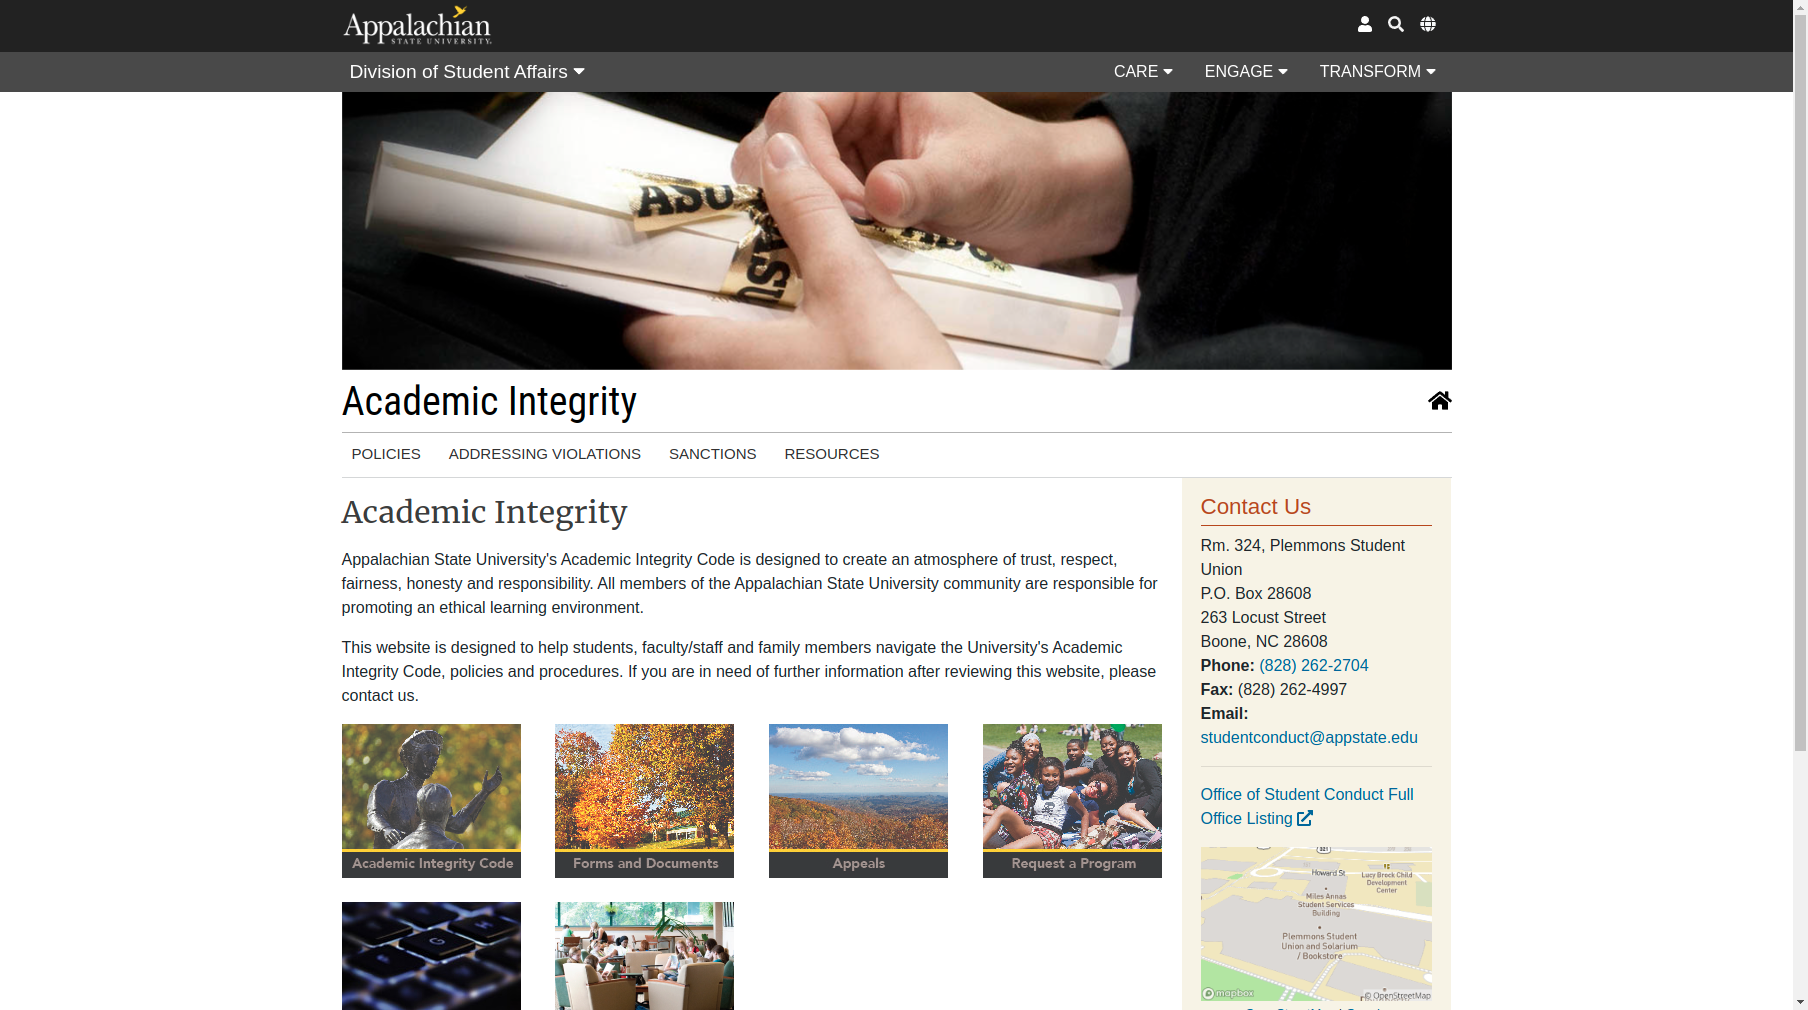 Appalachian
STATE UNIVERSITY.
Division of Student Affairs
CARE
ENGAGE
TRANSFORM
ASU
Academic Integrity
POLICIES
ADDRESSING VIOLATIONS
SANCTIONS
RESOURCES
Academic Integrity
Appalachian State University's Academic Integrity Code is designed to create an atmosphere of trust, respect,
fairness, honesty and responsibility. All members of the Appalachian State University community are responsible for
promoting an ethical learning environment.
This website is designed to help students, faculty/staff and family members navigate the University's Academic
Integrity Code, policies and procedures. If you are in need of further information after reviewing this website, please
contact us.
Academic Integrity Code
Forms and Documents
Appeals
Request a Program
G
H
Contact Us
Rm. 324, Plemmons Student
Union
P.O. Box 28608
263 Locust Street
Boone, NC 28608
Phone: (828) 262-2704
Fax: (828) 262-4997
Email:
studentconduct@appstate.edu
Office of Student Conduct Full
Office Listing
321
Howard St
Lucy Brock Child
Development
Center
Miles Annas
Student Services
Building
Plemmons Student
Union and Solarium
/ Bookstore
mapbox
© OpenStreetMap